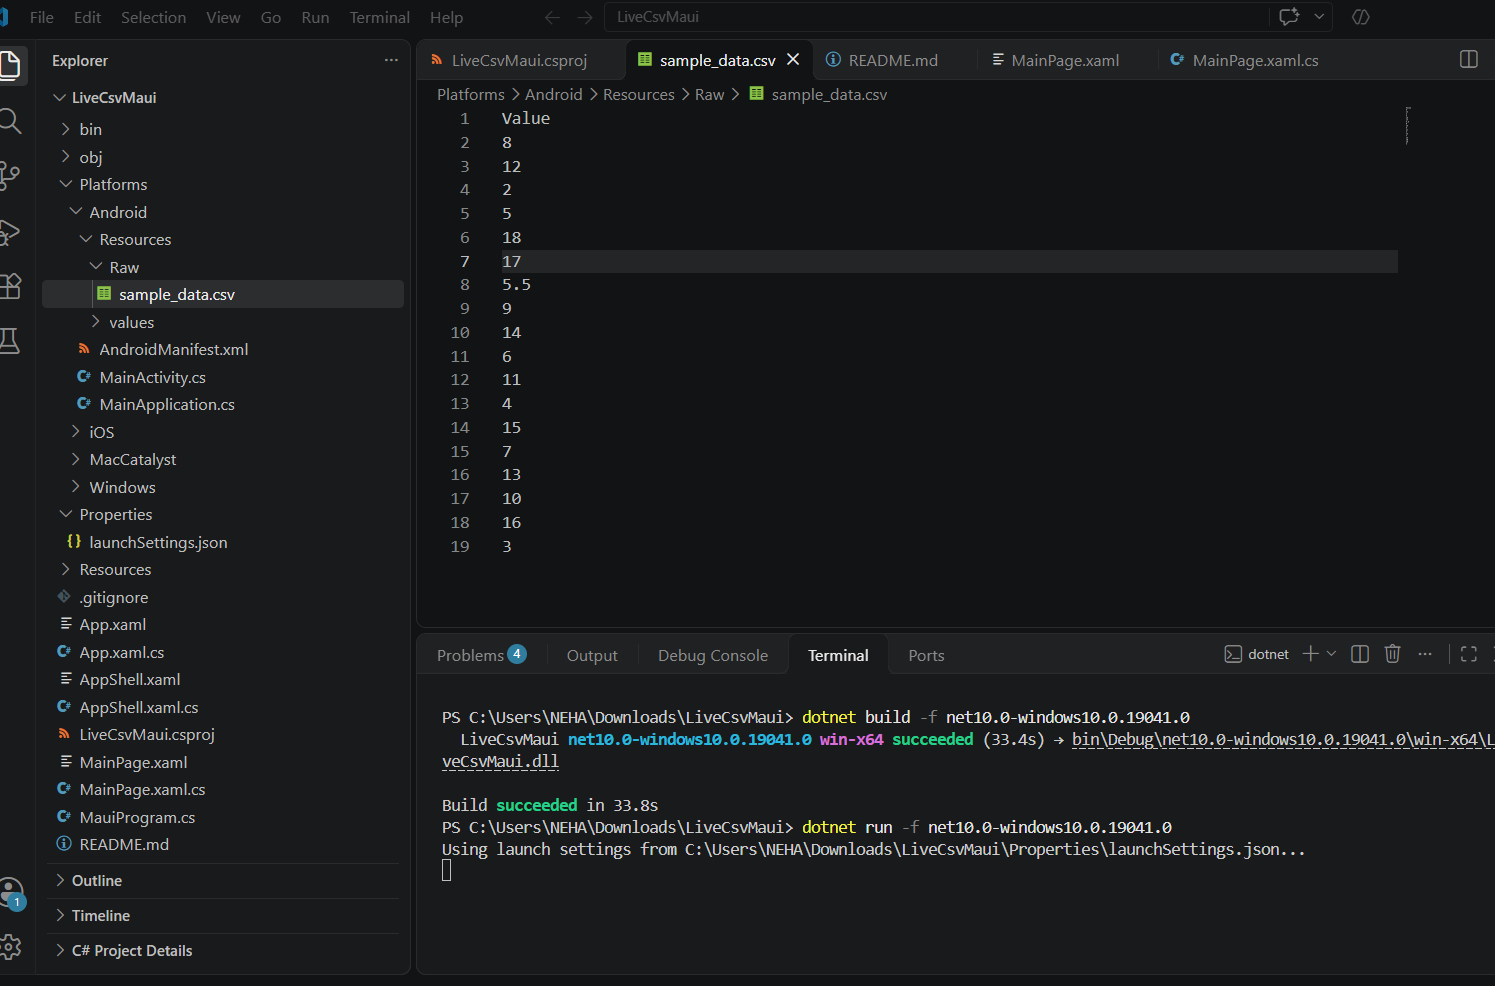 File Edit Selection View Go Run Terminal Help
LiveCsvMaui
Explorer
LiveCsvMaui
bin
obj
Platforms
Android
Resources
Raw
sample_data.csv
values
AndroidManifest.xml
MainActivity.cs
MainApplication.cs
iOS
MacCatalyst
Windows
Properties
launchSettings.json
Resources
.gitignore
App.xaml
App.xaml.cs
AppShell.xaml
AppShell.xaml.cs
LiveCsvMaui.csproj
MainPage.xaml
MainPage.xaml.cs
MauiProgram.cs
README.md
Outline
Timeline
C# Project Details
1
LiveCsvMaui.csproj sample_data.csv README.md MainPage.xaml MainPage.xaml.cs
Platforms > Android > Resources > Raw > sample_data.csv
1 Value
2 8
3 12
4 2
5 5
6 18
7 17
8 5.5
9 9
10 14
11 6
12 11
13 4
14 15
15 7
16 13
17 10
18 16
19 3
Problems 4 Output Debug Console Terminal Ports dotnet
PS C:\Users\NEHA\Downloads\LiveCsvMaui> dotnet build -f net10.0-windows10.0.19041.0
LiveCsvMaui net10.0-windows10.0.19041.0 win-x64 succeeded (33.4s) → bin\Debug\net10.0-windows10.0.19041.0\win-x64\L
veCsvMaui.dll
Build succeeded in 33.8s
PS C:\Users\NEHA\Downloads\LiveCsvMaui> dotnet run -f net10.0-windows10.0.19041.0
Using launch settings from C:\Users\NEHA\Downloads\LiveCsvMaui\Properties\launchSettings.json...